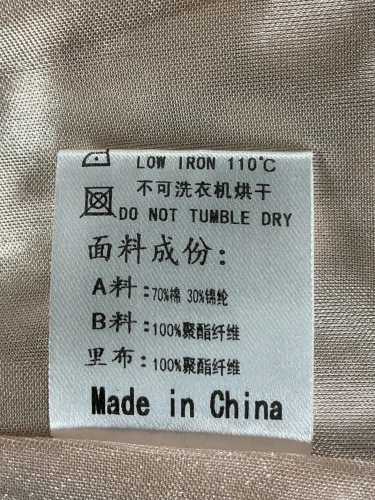 LOW IRON 110℃
不可洗衣机烘干
DO NOT TUMBLE DRY
面料成份:
A料:70%棉 30%锦纶
B料:100%聚酯纤维
里布:100%聚酯纤维
Made in China